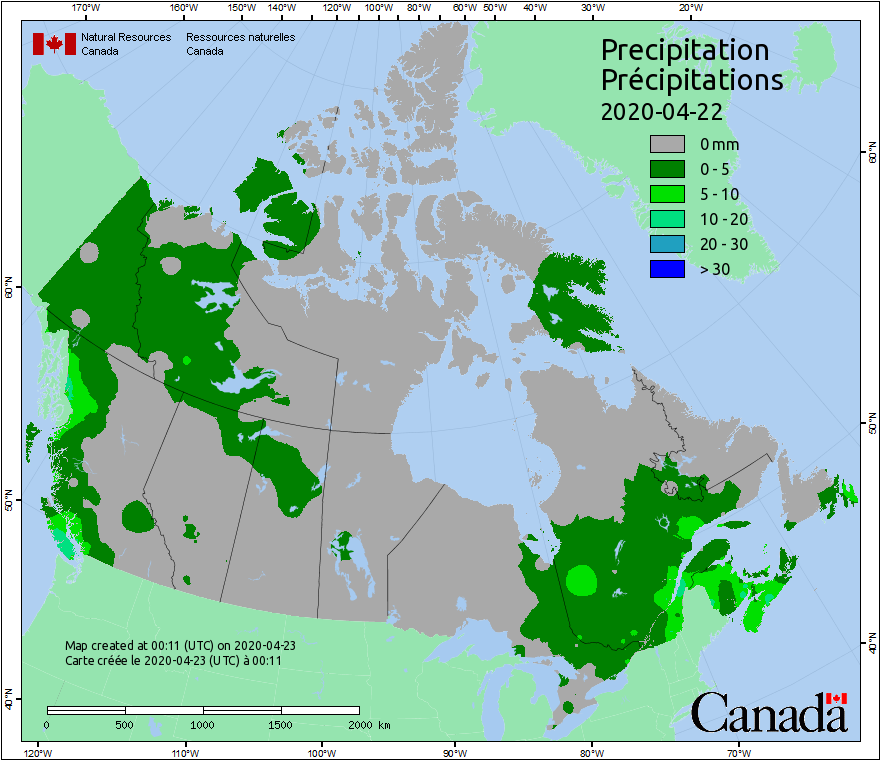 170°W 160°W 150°W 140°W 130°W 120°W 110°W 100°W 90°W 80°W 70°W 60°W 50°W 40°W 30°W 20°W
Natural Resources Canada
Ressources naturelles Canada
Precipitation
Précipitations
2020-04-22
0 mm
0 - 5
5 - 10
10 - 20
20 - 30
> 30
60°N
50°N
40°N
60°N
50°N
40°N
Map created at 00:11 (UTC) on 2020-04-23
Carte créée le 2020-04-23 (UTC) à 00:11
0 500 1000 1500 2000 km
Canada
120°W 110°W 100°W 90°W 80°W 70°W